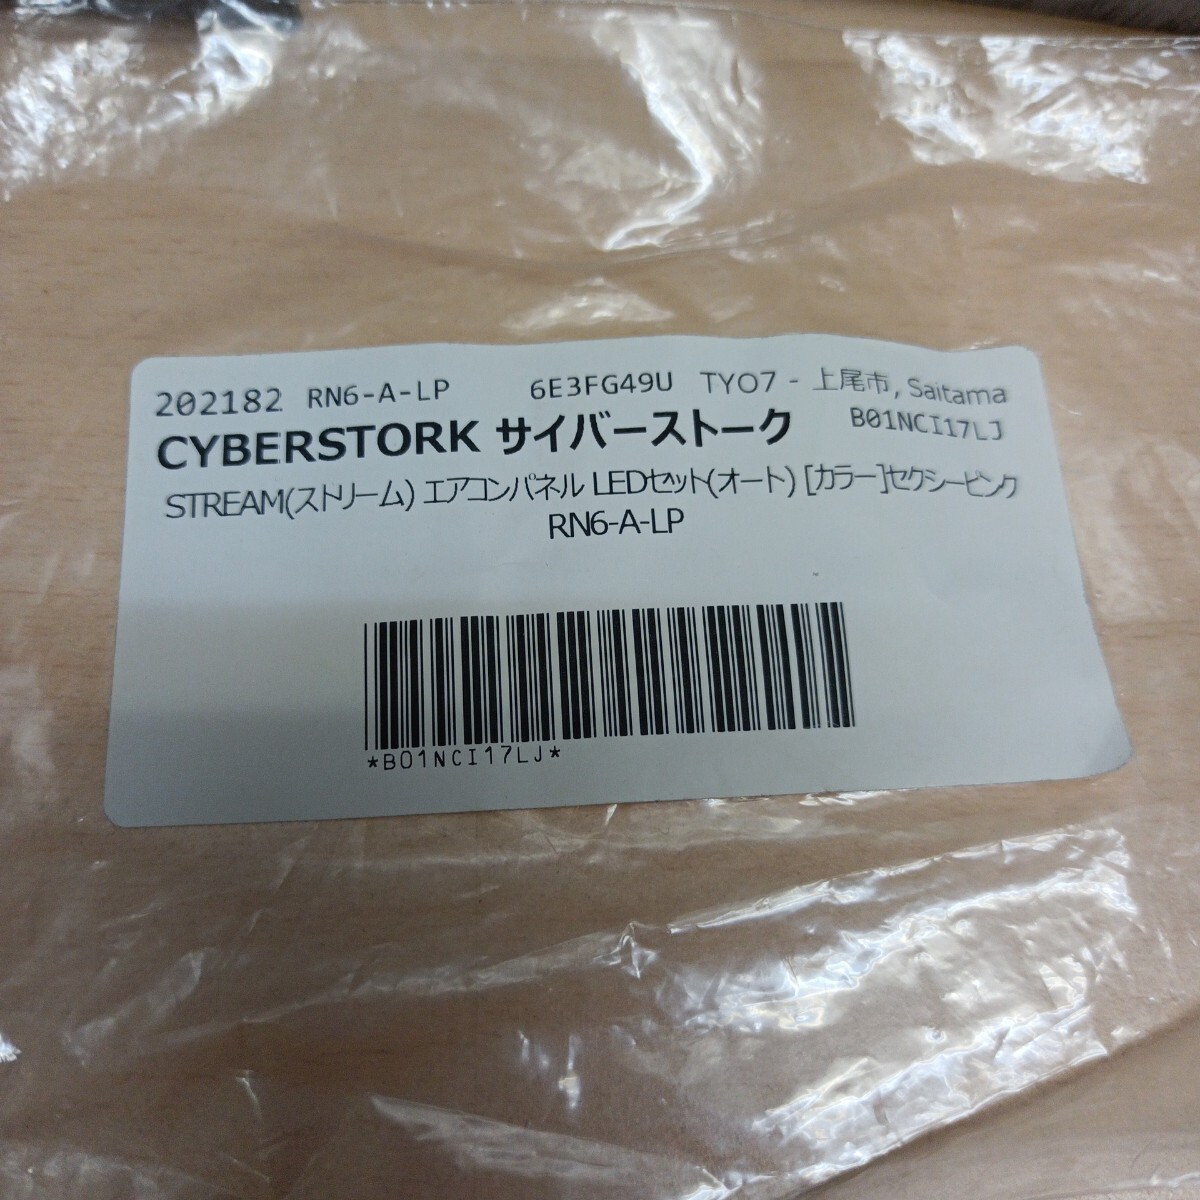 202182 RN6-A-LP 6E3FG49U TYO7 - 上尾市, Saitama
CYBERSTORK サイバーストーク B01NCI17LJ
STREAM(ストリーム) エアコンパネル LEDセット(オート) [カラー]セクシーピンク
RN6-A-LP
*B01NCI17LJ*